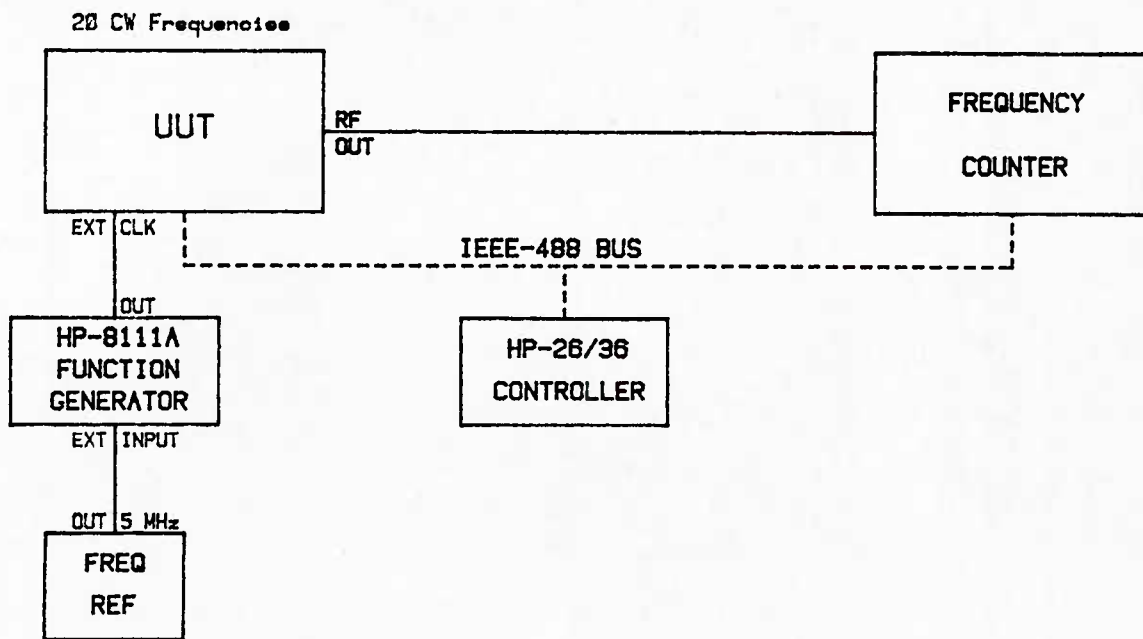 20 CW Frequencies
UUT
RF
OUT
FREQUENCY
COUNTER
EXT CLK
IEEE-488 BUS
OUT
HP-8111A
FUNCTION
GENERATOR
HP-26/36
CONTROLLER
EXT INPUT
OUT 5 MHz
FREQ
REF